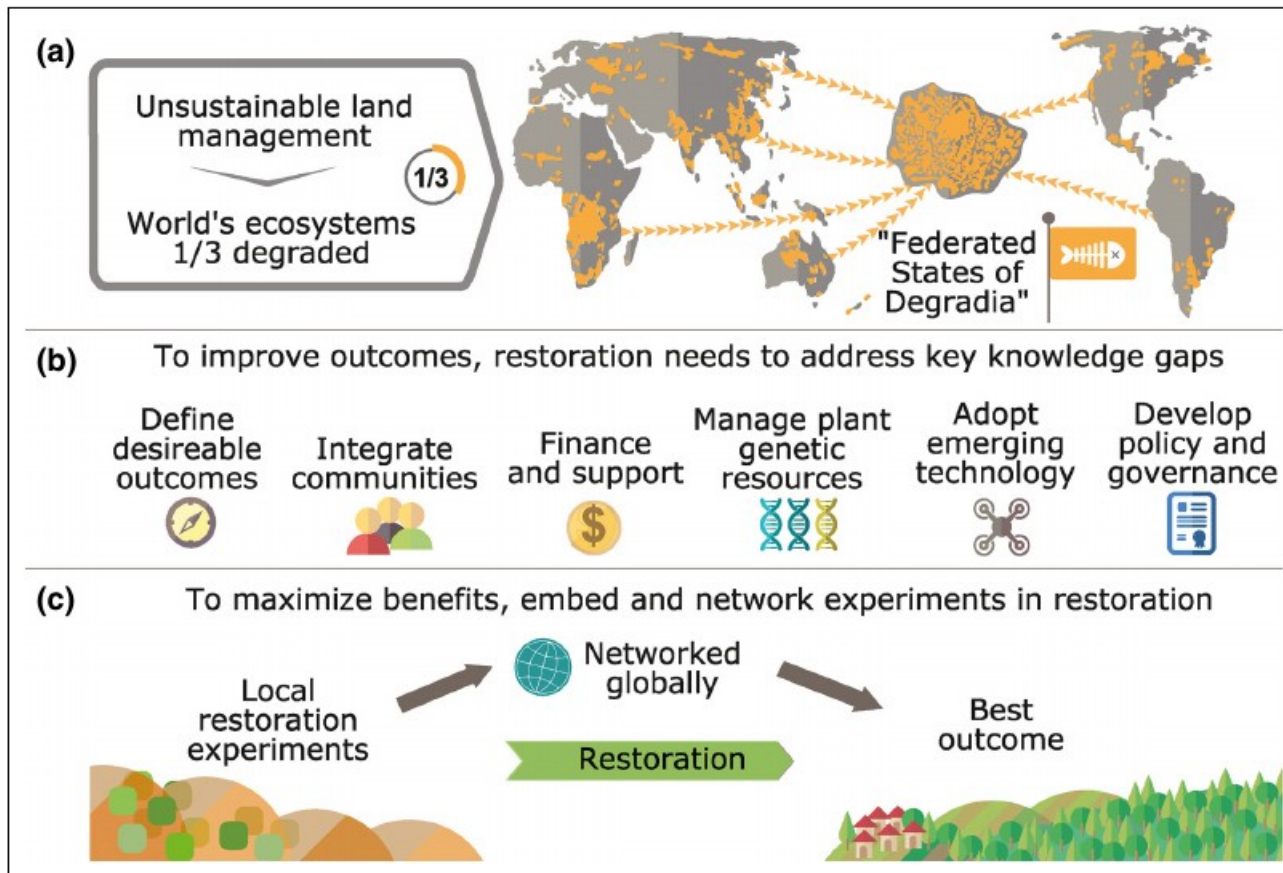 (a)
Unsustainable land
management
1/3
World's ecosystems
1/3 degraded
"Federated
States of
Degradia"
(b)
To improve outcomes, restoration needs to address key knowledge gaps
Define
desireable
outcomes
Integrate
communities
Finance
and support
$
Manage plant
genetic
resources
Adopt
emerging
technology
Develop
policy and
governance
(c)
To maximize benefits, embed and network experiments in restoration
Local
restoration
experiments
Networked
globally
Restoration
Best
outcome